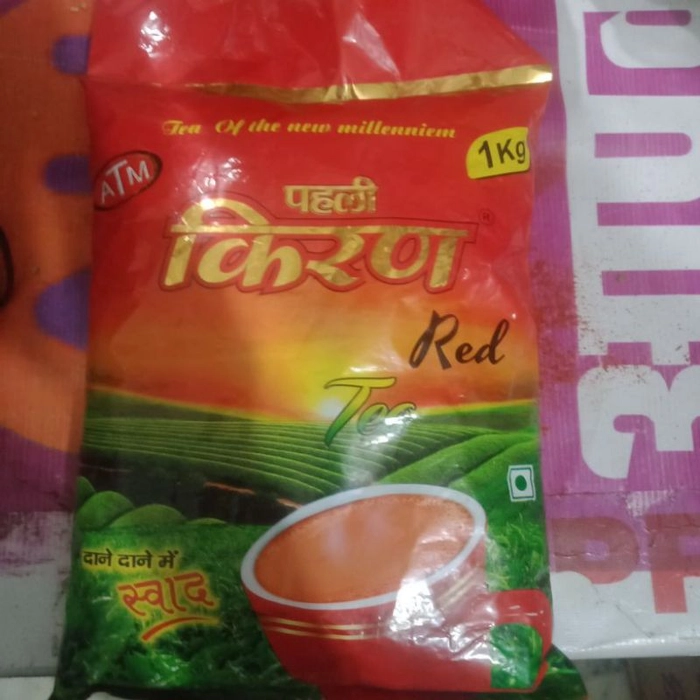 Tea Of the new millenniem
1Kg
ATM
पहली
किरण
Red
Tea
दाने दाने में
स्वाद